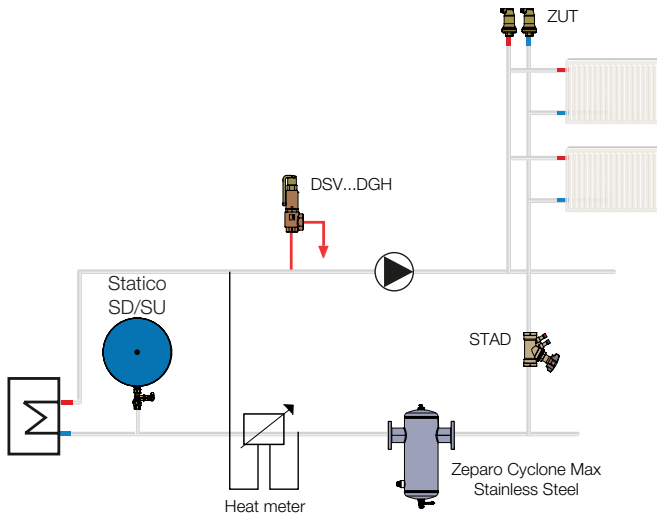 ZUT
DSV...DGH
Statico
SD/SU
STAD
Zeparo Cyclone Max
Stainless Steel
Heat meter